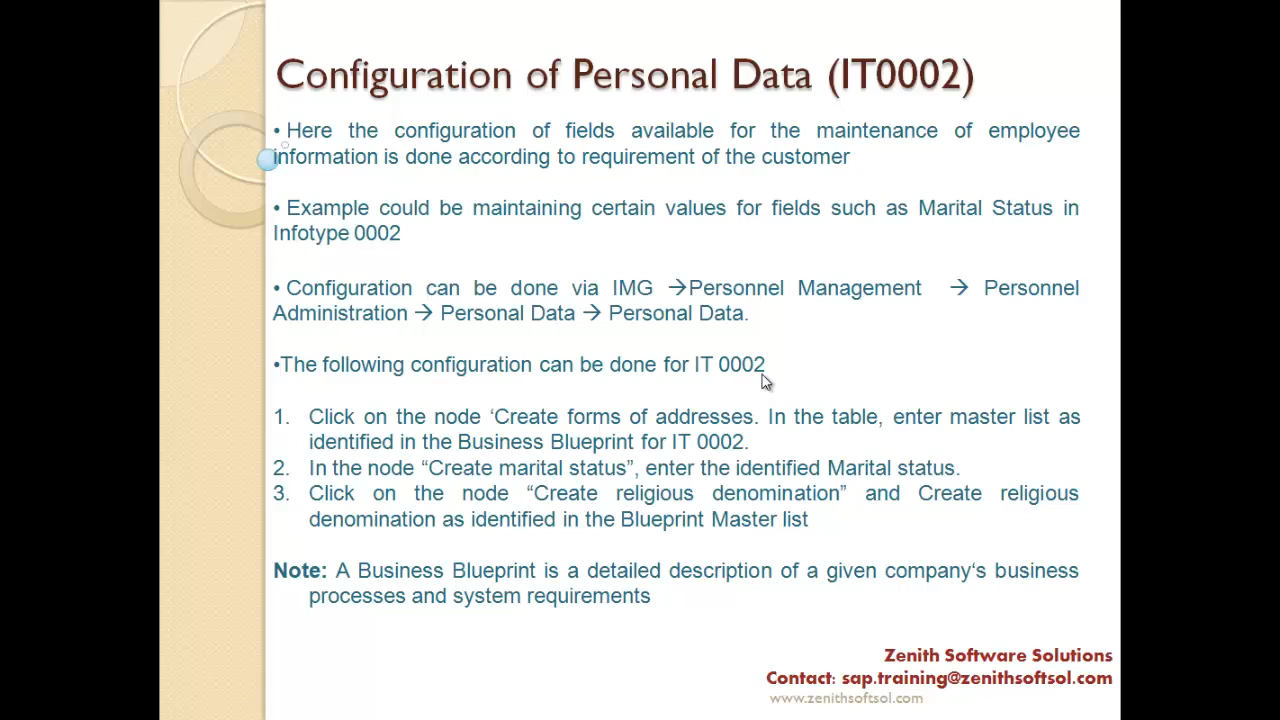 Configuration of Personal Data (IT0002)
• Here the configuration of fields available for the maintenance of employee
information is done according to requirement of the customer
• Example could be maintaining certain values for fields such as Marital Status in
Infotype 0002
• Configuration can be done via IMG →Personnel Management → Personnel
Administration → Personal Data → Personal Data.
•The following configuration can be done for IT 0002
1. Click on the node ‘Create forms of addresses. In the table, enter master list as
identified in the Business Blueprint for IT 0002.
2. In the node “Create marital status”, enter the identified Marital status.
3. Click on the node “Create religious denomination” and Create religious
denomination as identified in the Blueprint Master list
Note: A Business Blueprint is a detailed description of a given company‘s business
processes and system requirements
Zenith Software Solutions
Contact: sap.training@zenithsoftsol.com
www.zenithsoftsol.com